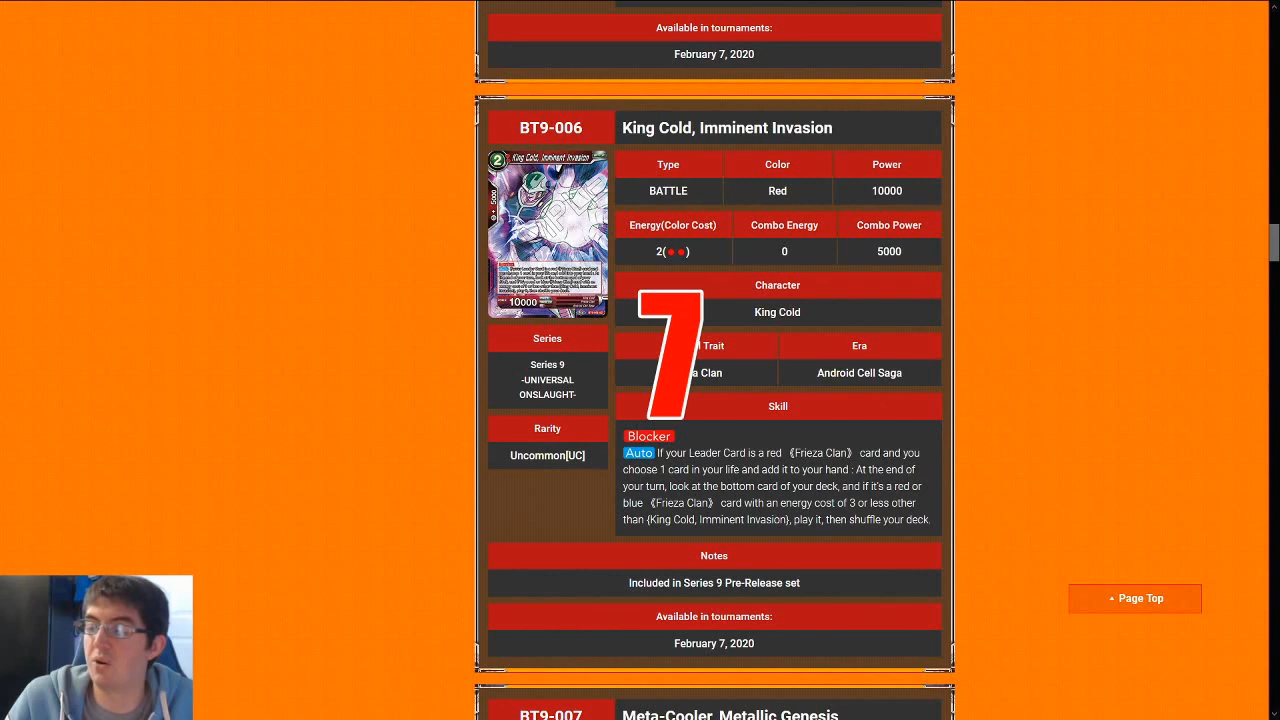 Available in tournaments:
February 7, 2020
BT9-006
King Cold, Imminent Invasion
2
King Cold, Imminent Invasion
5000
10000
Type
Color
Power
BATTLE
Red
10000
Energy(Color Cost)
Combo Energy
Combo Power
2(●●)
0
5000
Character
King Cold
7
Trait
Era
Clan
Android Cell Saga
Series
Series 9
-UNIVERSAL
ONSLAUGHT-
Rarity
Uncommon[UC]
Skill
Blocker
Auto If your Leader Card is a red 《Frieza Clan》 card and you
choose 1 card in your life and add it to your hand : At the end of
your turn, look at the bottom card of your deck, and if it's a red or
blue 《Frieza Clan》 card with an energy cost of 3 or less other
than {King Cold, Imminent Invasion}, play it, then shuffle your deck.
Notes
Included in Series 9 Pre-Release set
Available in tournaments:
February 7, 2020
Page Top
BT9-007
Meta-Cooler, Metallic Genesis